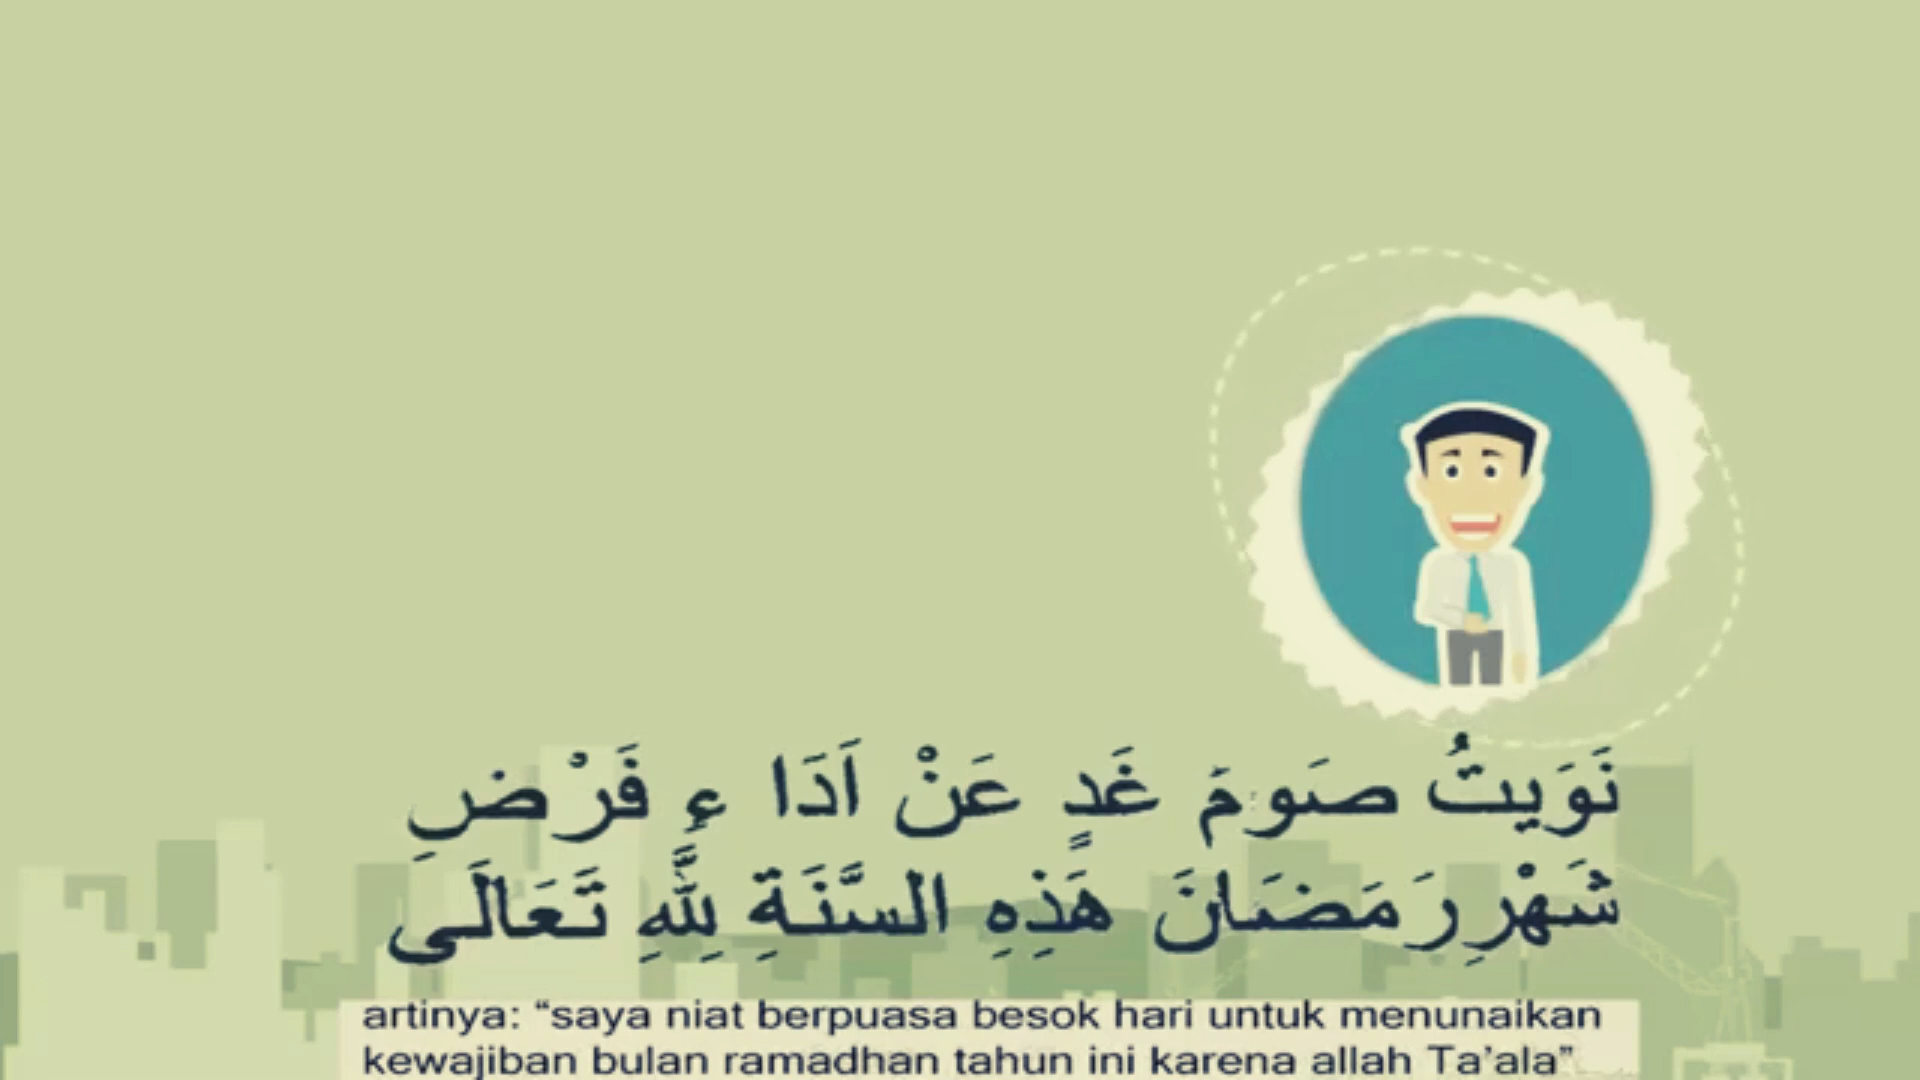 نَوَيتُ صَومَ غَدٍ عَنْ اَدَا ءِ فَرْضِ
شَهْرِرَمَضَانَ هَذِهِ السَّنَةِ لِلَّهِ تَعَالَى
artinya: “saya niat berpuasa besok hari untuk menunaikan
kewajiban bulan ramadhan tahun ini karena allah Ta’ala”